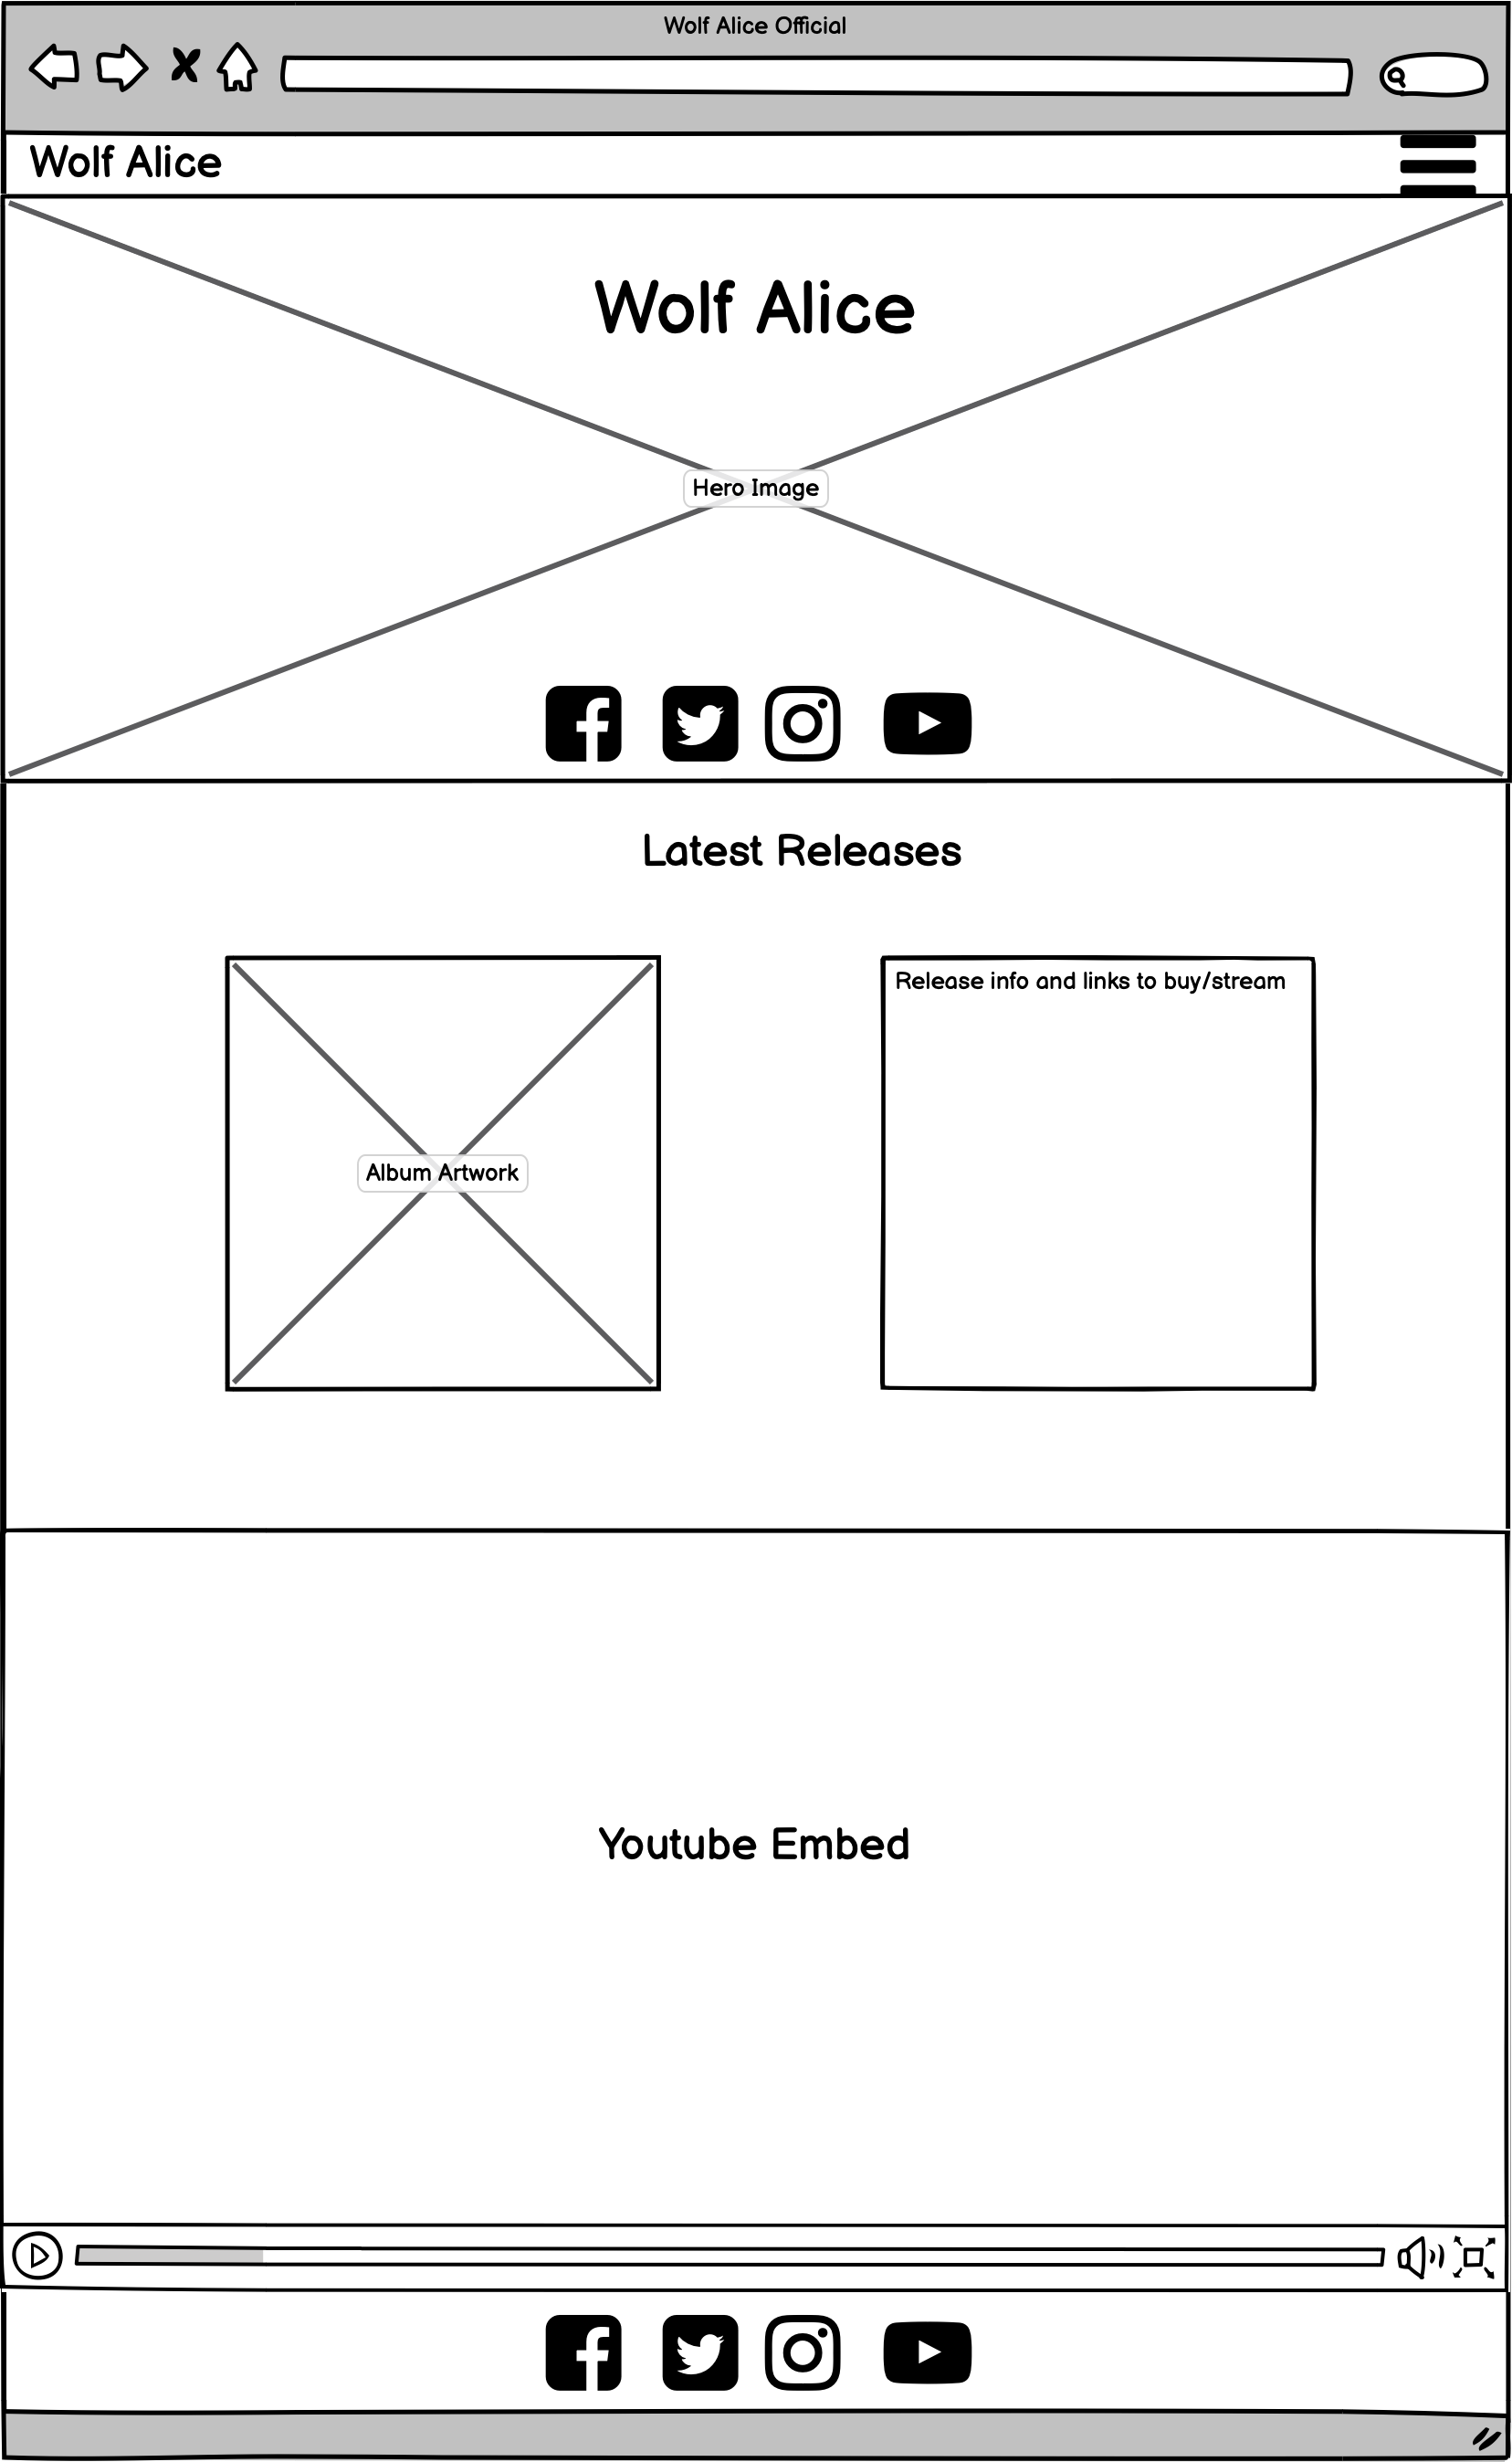 Wolf Alice Official
Wolf Alice
Wolf Alice
Hero Image
Latest Releases
Release info and links to buy/stream
Album Artwork
Youtube Embed